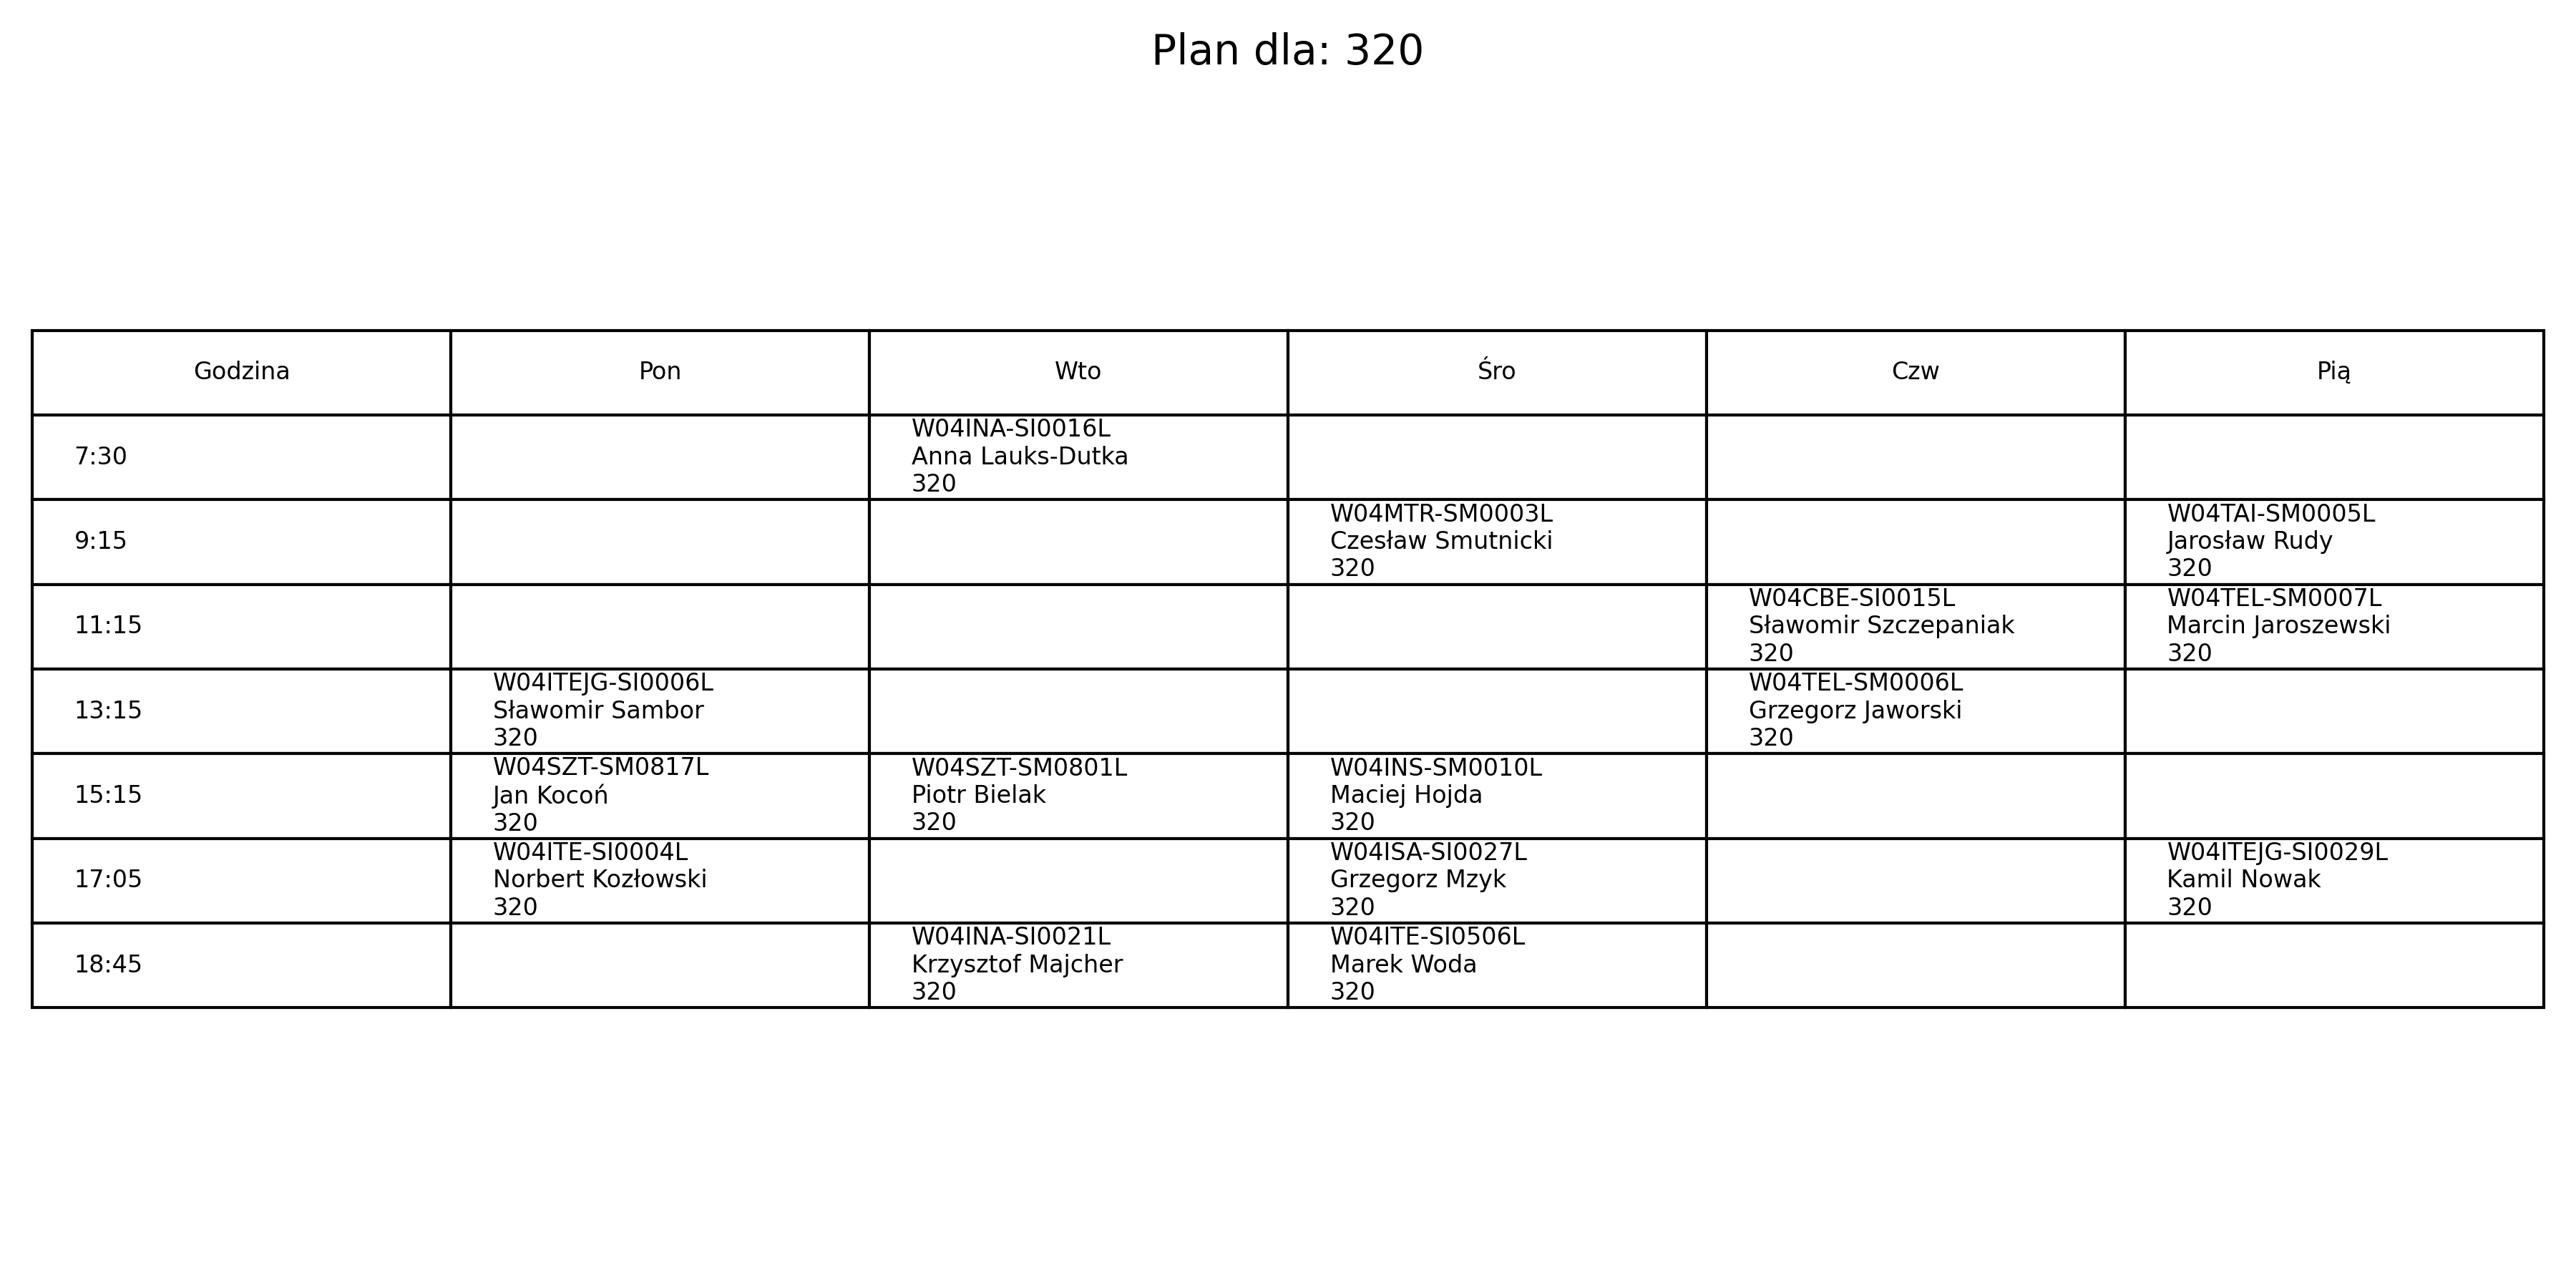 Plan dla: 320
Godzina Pon Wto Śro Czw Pią
7:30
W04INA-SI0016L
Anna Lauks-Dutka
320
9:15
W04MTR-SM0003L
Czesław Smutnicki
320
W04TAI-SM0005L
Jarosław Rudy
320
11:15
W04CBE-SI0015L
Sławomir Szczepaniak
320
W04TEL-SM0007L
Marcin Jaroszewski
320
13:15
W04ITEJG-SI0006L
Sławomir Sambor
320
W04TEL-SM0006L
Grzegorz Jaworski
320
15:15
W04SZT-SM0817L
Jan Kocoń
320
W04SZT-SM0801L
Piotr Bielak
320
W04INS-SM0010L
Maciej Hojda
320
17:05
W04ITE-SI0004L
Norbert Kozłowski
320
W04ISA-SI0027L
Grzegorz Mzyk
320
W04ITEJG-SI0029L
Kamil Nowak
320
18:45
W04INA-SI0021L
Krzysztof Majcher
320
W04ITE-SI0506L
Marek Woda
320